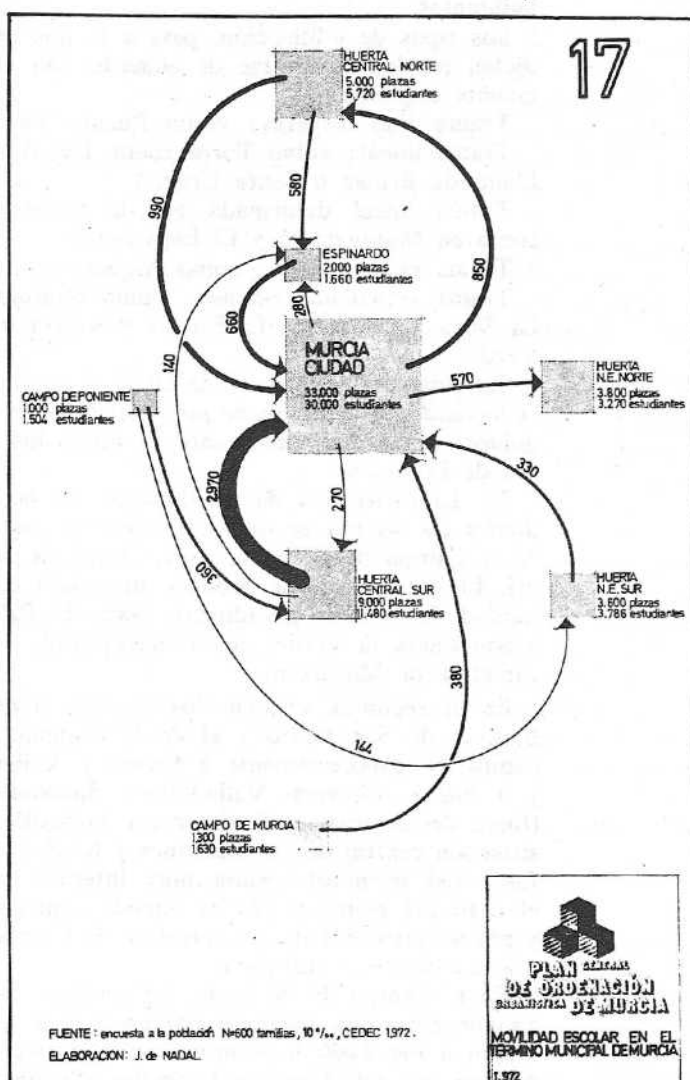 17
HUERTA
CENTRAL NORTE
5.000 plazas
5.720 estudiantes
990
580
850
ESPINARDO
2.000 plazas
1.660 estudiantes
280
660
140
MURCIA
CIUDAD
33.000 plazas
30.000 estudiantes
570
HUERTA
N.E. NORTE
3.800 plazas
3.270 estudiantes
CAMPO DE PONIENTE
1.000 plazas
1.504 estudiantes
330
2.970
270
360
HUERTA
CENTRAL SUR
9.000 plazas
11.480 estudiantes
HUERTA
N.E. SUR
3.600 plazas
3.786 estudiantes
380
144
CAMPO DE MURCIA
1.300 plazas
1.630 estudiantes
PLAN GENERAL
DE ORDENACIÓN
URBANISTICA DE MURCIA
MOVILIDAD ESCOLAR EN EL
TERMINO MUNICIPAL DE MURCIA
1.972
FUENTE: encuesta a la población N=600 familias, 10 º/oo, CEDEC 1.972.
ELABORACION: J. de NADAL